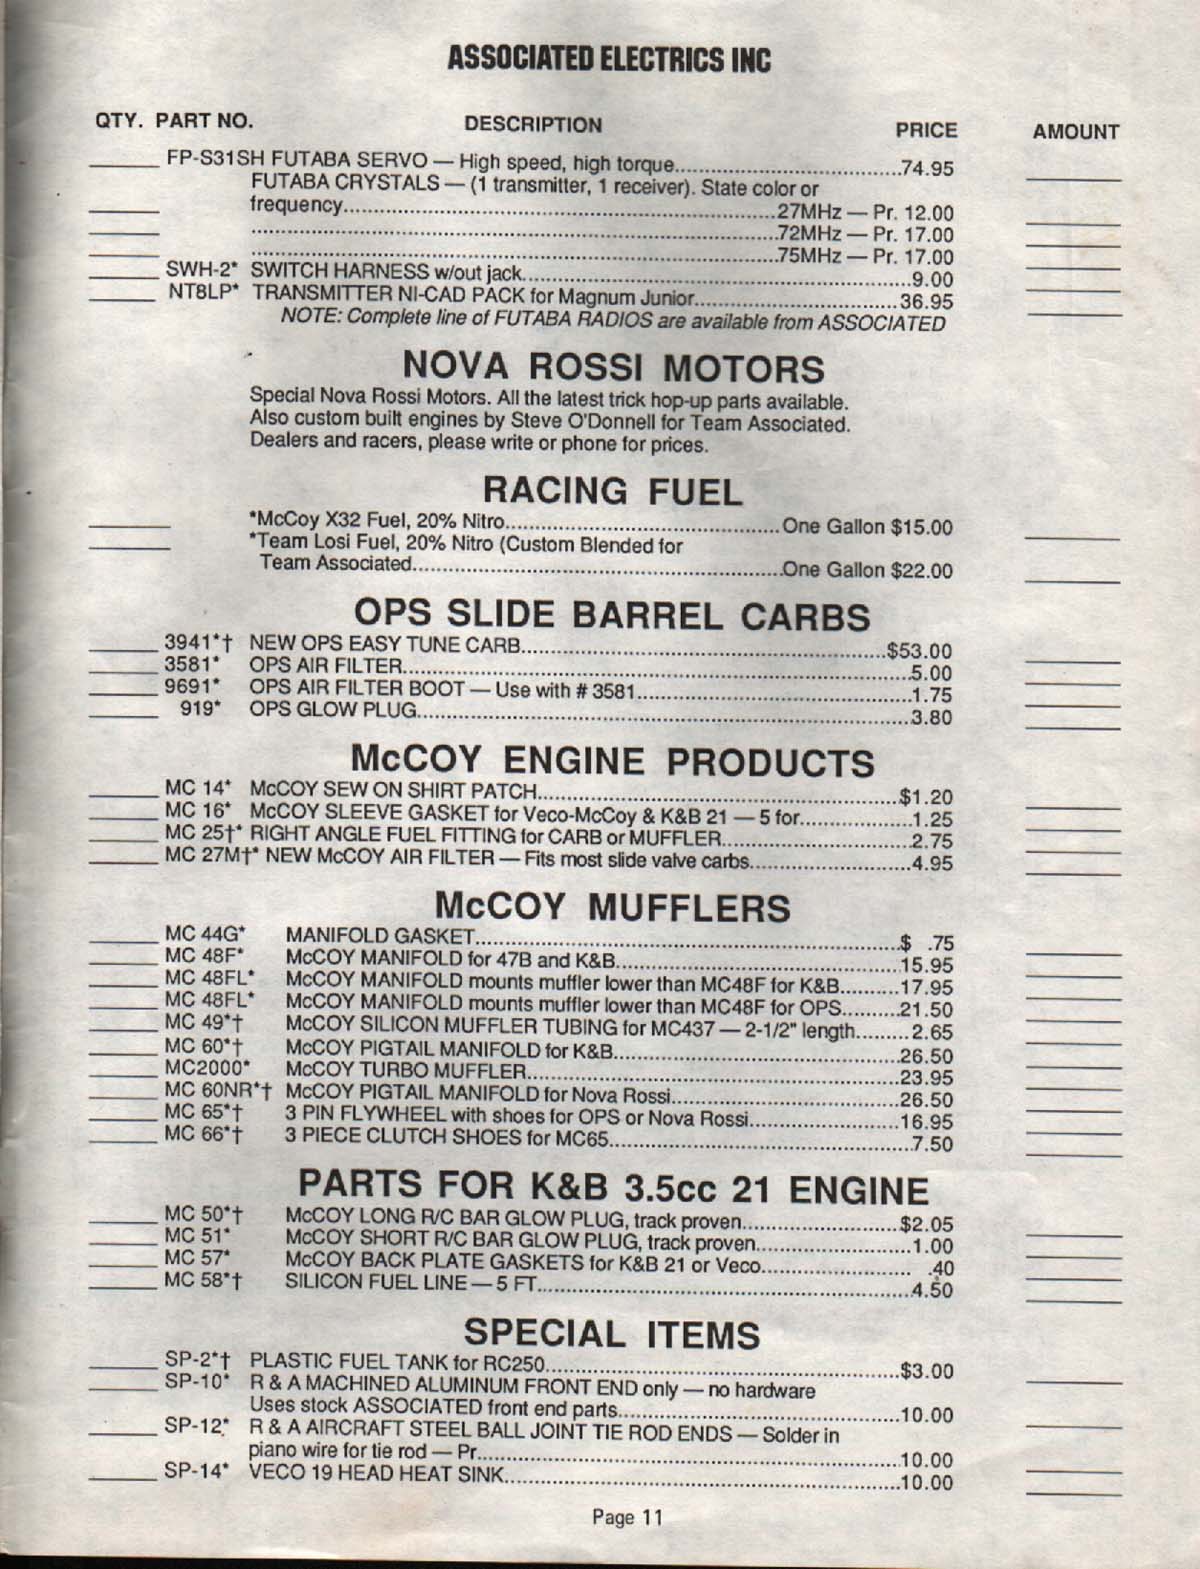 ASSOCIATED ELECTRICS INC
QTY. PART NO. DESCRIPTION PRICE AMOUNT
FP-S31SH FUTABA SERVO — High speed, high torque 74.95
FUTABA CRYSTALS — (1 transmitter, 1 receiver). State color or
frequency 27MHz — Pr. 12.00
72MHz — Pr. 17.00
75MHz — Pr. 17.00
SWH-2* SWITCH HARNESS w/out jack 9.00
NT8LP* TRANSMITTER NI-CAD PACK for Magnum Junior 36.95
NOTE: Complete line of FUTABA RADIOS are available from ASSOCIATED
NOVA ROSSI MOTORS
Special Nova Rossi Motors. All the latest trick hop-up parts available.
Also custom built engines by Steve O'Donnell for Team Associated.
Dealers and racers, please write or phone for prices.
RACING FUEL
*McCoy X32 Fuel, 20% Nitro One Gallon $15.00
*Team Losi Fuel, 20% Nitro (Custom Blended for
Team Associated One Gallon $22.00
OPS SLIDE BARREL CARBS
3941*† NEW OPS EASY TUNE CARB $53.00
3581* OPS AIR FILTER 5.00
9691* OPS AIR FILTER BOOT — Use with # 3581 1.75
919* OPS GLOW PLUG 3.80
McCOY ENGINE PRODUCTS
MC 14* McCOY SEW ON SHIRT PATCH $1.20
MC 16* McCOY SLEEVE GASKET for Veco-McCoy & K&B 21 — 5 for 1.25
MC 25†* RIGHT ANGLE FUEL FITTING for CARB or MUFFLER 2.75
MC 27M†* NEW McCOY AIR FILTER — Fits most slide valve carbs 4.95
McCOY MUFFLERS
MC 44G* MANIFOLD GASKET $ .75
MC 48F* McCOY MANIFOLD for 47B and K&B 15.95
MC 48FL* McCOY MANIFOLD mounts muffler lower than MC48F for K&B 17.95
MC 48FL* McCOY MANIFOLD mounts muffler lower than MC48F for OPS 21.50
MC 49*† McCOY SILICON MUFFLER TUBING for MC437 — 2-1/2" length 2.65
MC 60*† McCOY PIGTAIL MANIFOLD for K&B 26.50
MC2000* McCOY TURBO MUFFLER 23.95
MC 60NR*† McCOY PIGTAIL MANIFOLD for Nova Rossi 26.50
MC 65*† 3 PIN FLYWHEEL with shoes for OPS or Nova Rossi 16.95
MC 66*† 3 PIECE CLUTCH SHOES for MC65 7.50
PARTS FOR K&B 3.5cc 21 ENGINE
MC 50*† McCOY LONG R/C BAR GLOW PLUG, track proven $2.05
MC 51* McCOY SHORT R/C BAR GLOW PLUG, track proven 1.00
MC 57* McCOY BACK PLATE GASKETS for K&B 21 or Veco .40
MC 58*† SILICON FUEL LINE — 5 FT. 4.50
SPECIAL ITEMS
SP-2*† PLASTIC FUEL TANK for RC250 $3.00
SP-10* R & A MACHINED ALUMINUM FRONT END only — no hardware
Uses stock ASSOCIATED front end parts 10.00
SP-12* R & A AIRCRAFT STEEL BALL JOINT TIE ROD ENDS — Solder in
piano wire for tie rod — Pr. 10.00
SP-14* VECO 19 HEAD HEAT SINK 10.00
Page 11